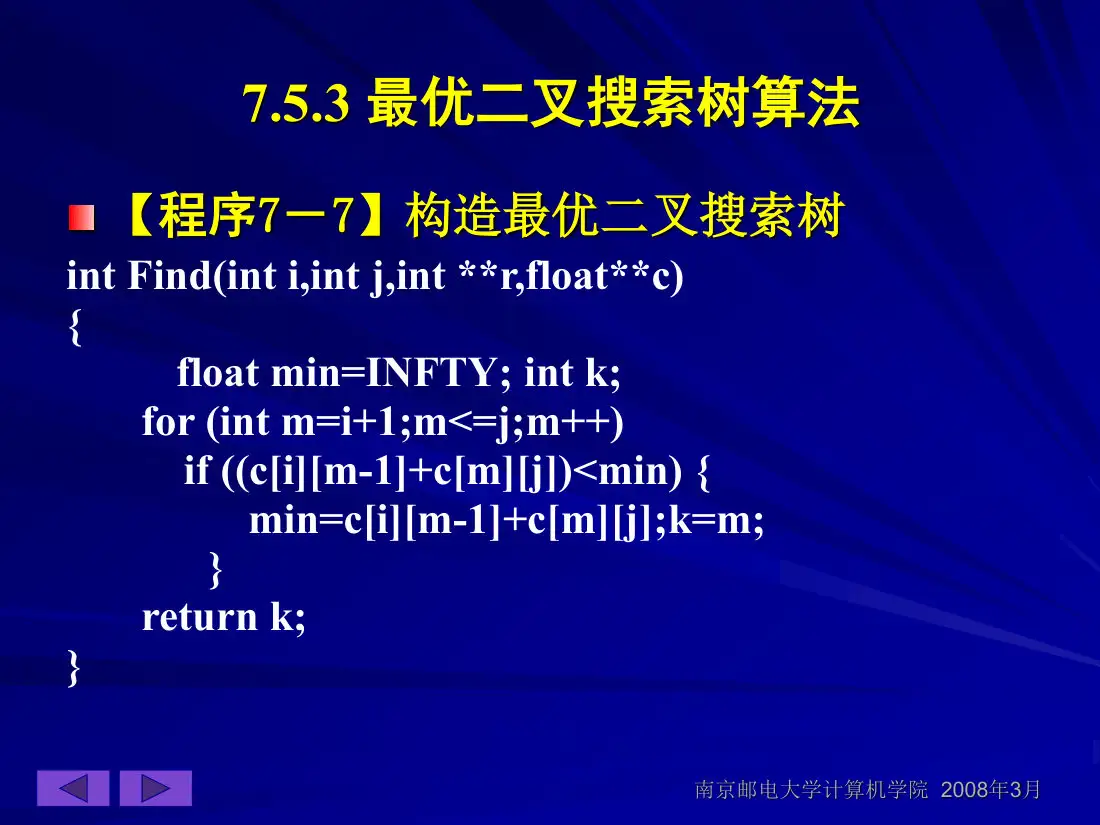 7.5.3 最优二叉搜索树算法
【程序7－7】构造最优二叉搜索树
int Find(int i,int j,int **r,float**c)
{
float min=INFTY; int k;
for (int m=i+1;m<=j;m++)
if ((c[i][m-1]+c[m][j])<min) {
min=c[i][m-1]+c[m][j];k=m;
}
return k;
}
南京邮电大学计算机学院 2008年3月